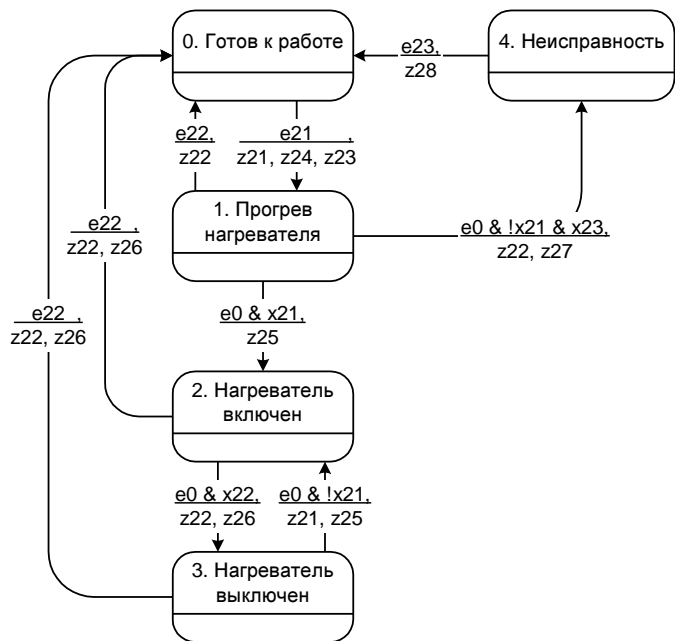 0. Готов к работе
4. Неисправность
e23,
z28
e22,
z22
e21 ,
z21, z24, z23
1. Прогрев
нагревателя
e0 & !x21 & x23,
z22, z27
e22 ,
z22, z26
e22 ,
z22, z26
e0 & x21,
z25
2. Нагреватель
включен
e0 & x22,
z22, z26
e0 & !x21,
z21, z25
3. Нагреватель
выключен